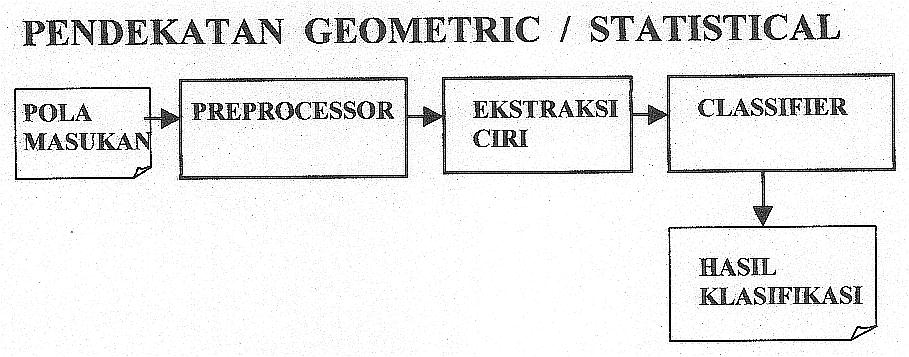 PENDEKATAN GEOMETRIC / STATISTICAL
POLA
MASUKAN
PREPROCESSOR
EKSTRAKSI
CIRI
CLASSIFIER
HASIL
KLASIFIKASI